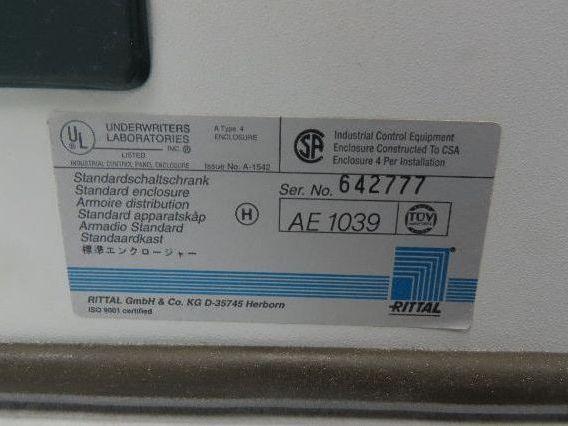 UL
UNDERWRITERS
LABORATORIES
INC. ®
LISTED
INDUSTRIAL CONTROL PANEL ENCLOSURE
A Type 4
ENCLOSURE
Issue No. A-1542
SA
Industrial Control Equipment
Enclosure Constructed To CSA
Enclosure 4 Per Installation
Standardschaltschrank
Standard enclosure
Armoire distribution
Standard apparatskåp
Armadio Standard
Standaardkast
標準エンクロージャー
H
Ser. No. 642777
AE 1039
TÜV
RITTAL
RITTAL GmbH & Co. KG D-35745 Herborn
ISO 9001 certified